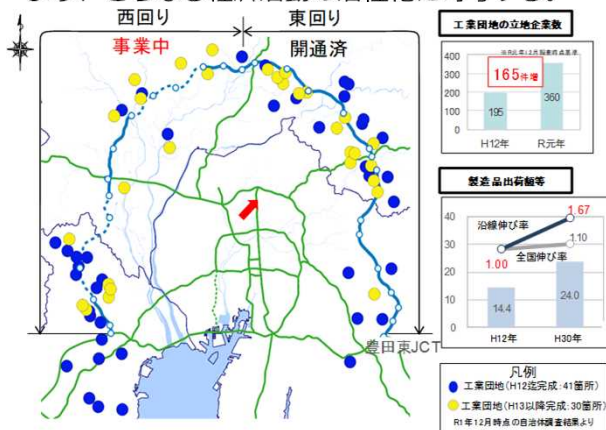 西回り
東回り
事業中
開通済
豊田東JCT
工業団地の立地企業数
400
300
200
100
0
165件増
195
360
H12年
R元年
製造品出荷額等
40
30
20
10
0
沿線伸び率
全国伸び率
1.67
1.10
1.00
14.4
24.0
H12年
H30年
凡例
工業団地(H12迄完成:41箇所)
工業団地(H13以降完成:30箇所)
R1年12月時点の自治体調査結果より